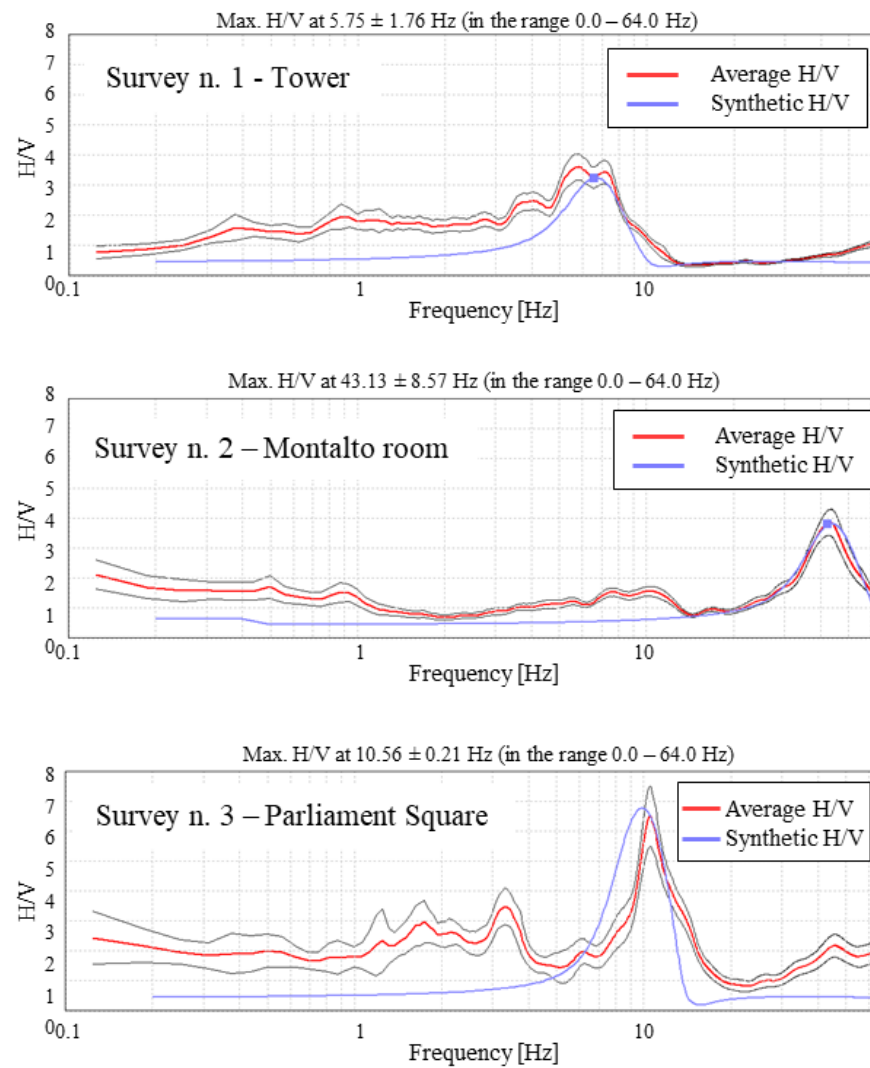 Max. H/V at 5.75 ± 1.76 Hz (in the range 0.0 – 64.0 Hz)
8
7
6
5
4
3
2
1
0
H/V
Survey n. 1 - Tower
Average H/V
Synthetic H/V
0.1
1
10
Frequency [Hz]
Max. H/V at 43.13 ± 8.57 Hz (in the range 0.0 – 64.0 Hz)
8
7
6
5
4
3
2
1
0
H/V
Survey n. 2 – Montalto room
Average H/V
Synthetic H/V
0.1
1
10
Frequency [Hz]
Max. H/V at 10.56 ± 0.21 Hz (in the range 0.0 – 64.0 Hz)
8
7
6
5
4
3
2
1
0
H/V
Survey n. 3 – Parliament Square
Average H/V
Synthetic H/V
0.1
1
10
Frequency [Hz]